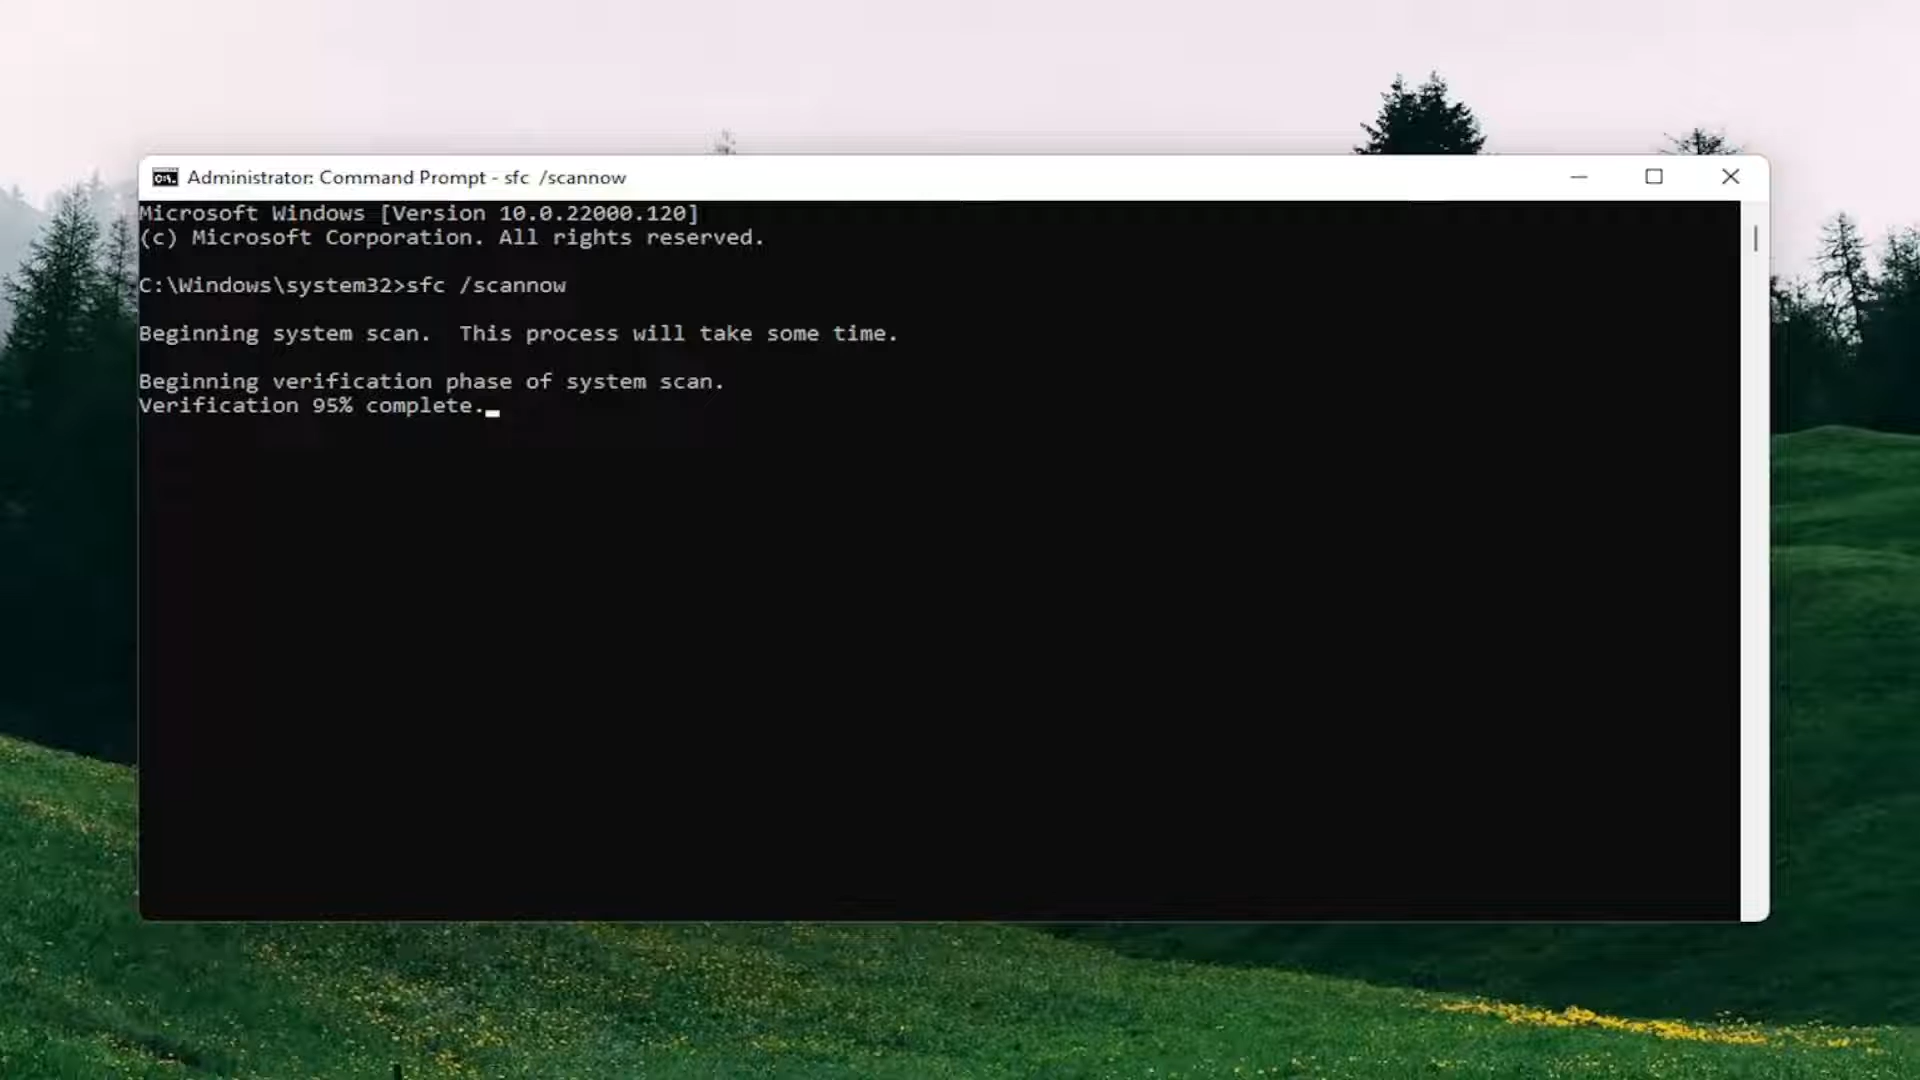 Administrator: Command Prompt - sfc  /scannow
Microsoft Windows [Version 10.0.22000.120]
(c) Microsoft Corporation. All rights reserved.
C:\Windows\system32>sfc /scannow
Beginning system scan.  This process will take some time.
Beginning verification phase of system scan.
Verification 95% complete.